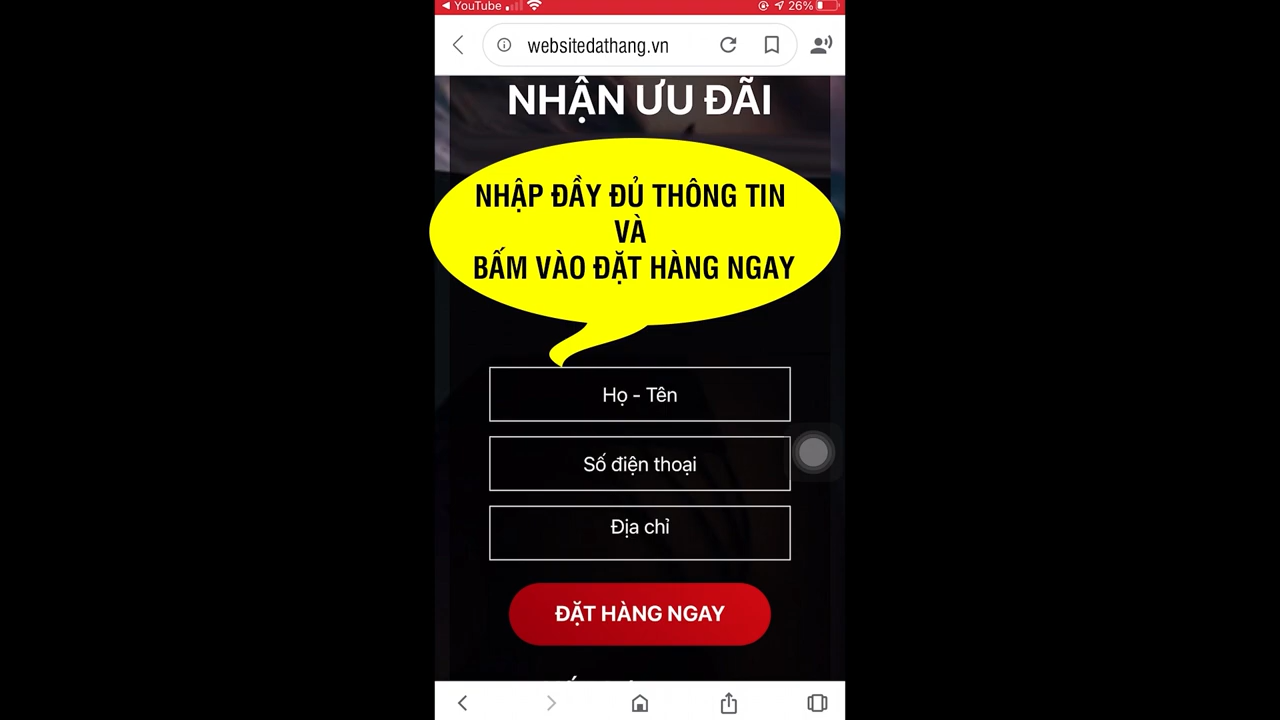 YouTube
26%
websitedathang.vn
NHẬN ƯU ĐÃI
NHẬP ĐẦY ĐỦ THÔNG TIN
VÀ
BẤM VÀO ĐẶT HÀNG NGAY
Họ - Tên
Số điện thoại
Địa chỉ
ĐẶT HÀNG NGAY